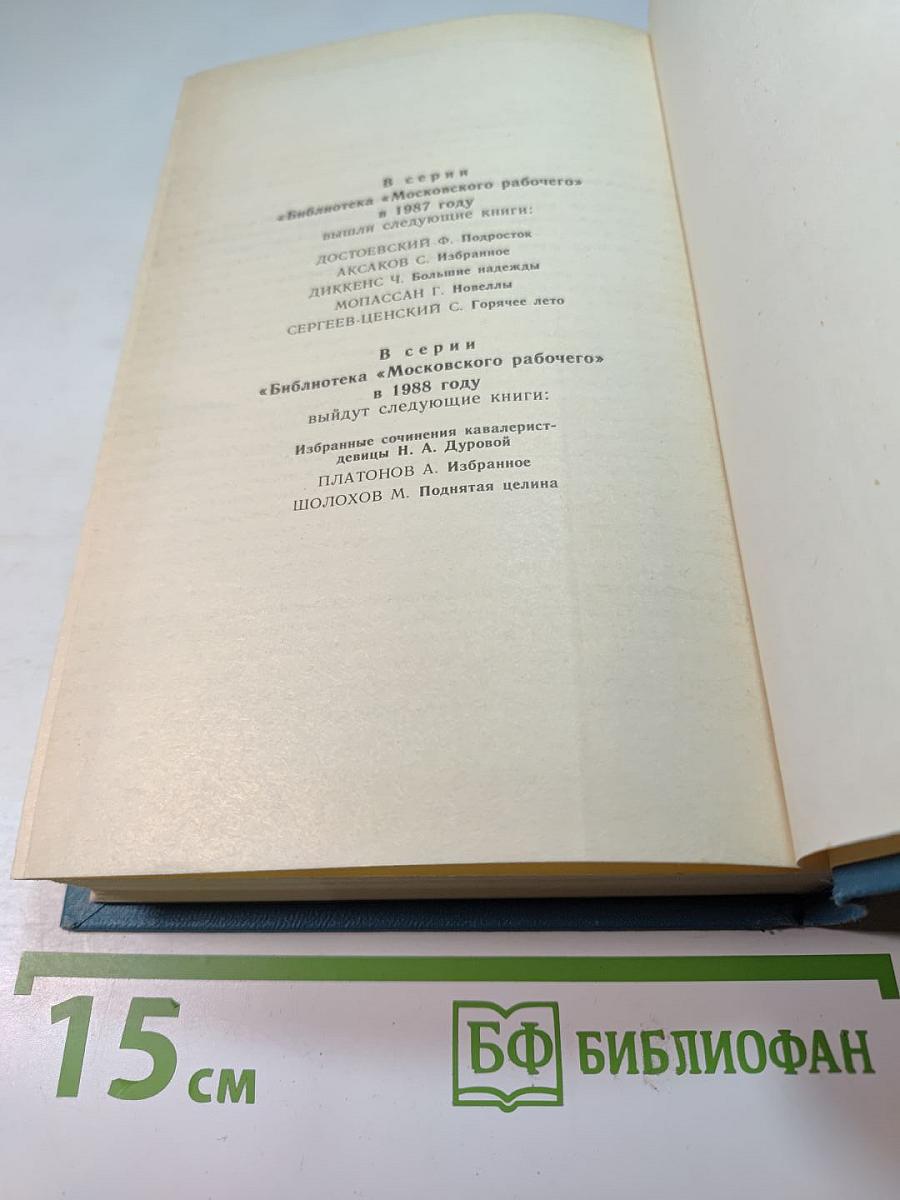 В серии
«Библиотека «Московского рабочего»
в 1987 году
вышли следующие книги:
ДОСТОЕВСКИЙ Ф. Подросток
АКСАКОВ С. Избранное
ДИККЕНС Ч. Большие надежды
МОПАССАН Г. Новеллы
СЕРГЕЕВ-ЦЕНСКИЙ С. Горячее лето
В серии
«Библиотека «Московского рабочего»
в 1988 году
выйдут следующие книги:
Избранные сочинения кавалерист-
девицы Н. А. Дуровой
ПЛАТОНОВ А. Избранное
ШОЛОХОВ М. Поднятая целина
15 см
БФ БИБЛИОФАН